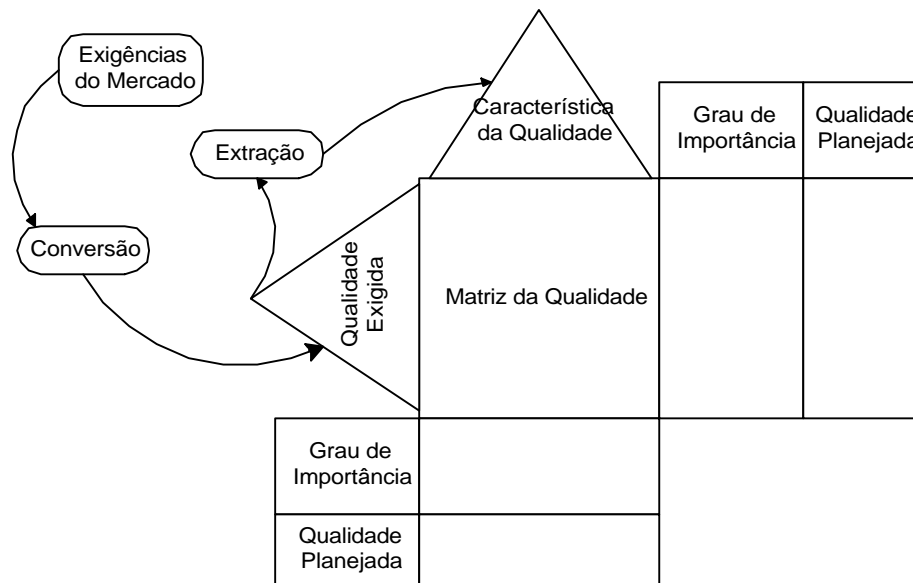 Exigências
do Mercado
Extração
Característica
da Qualidade
Grau de
Importância
Qualidade
Planejada
Conversão
Qualidade
Exigida
Matriz da Qualidade
Grau de
Importância
Qualidade
Planejada